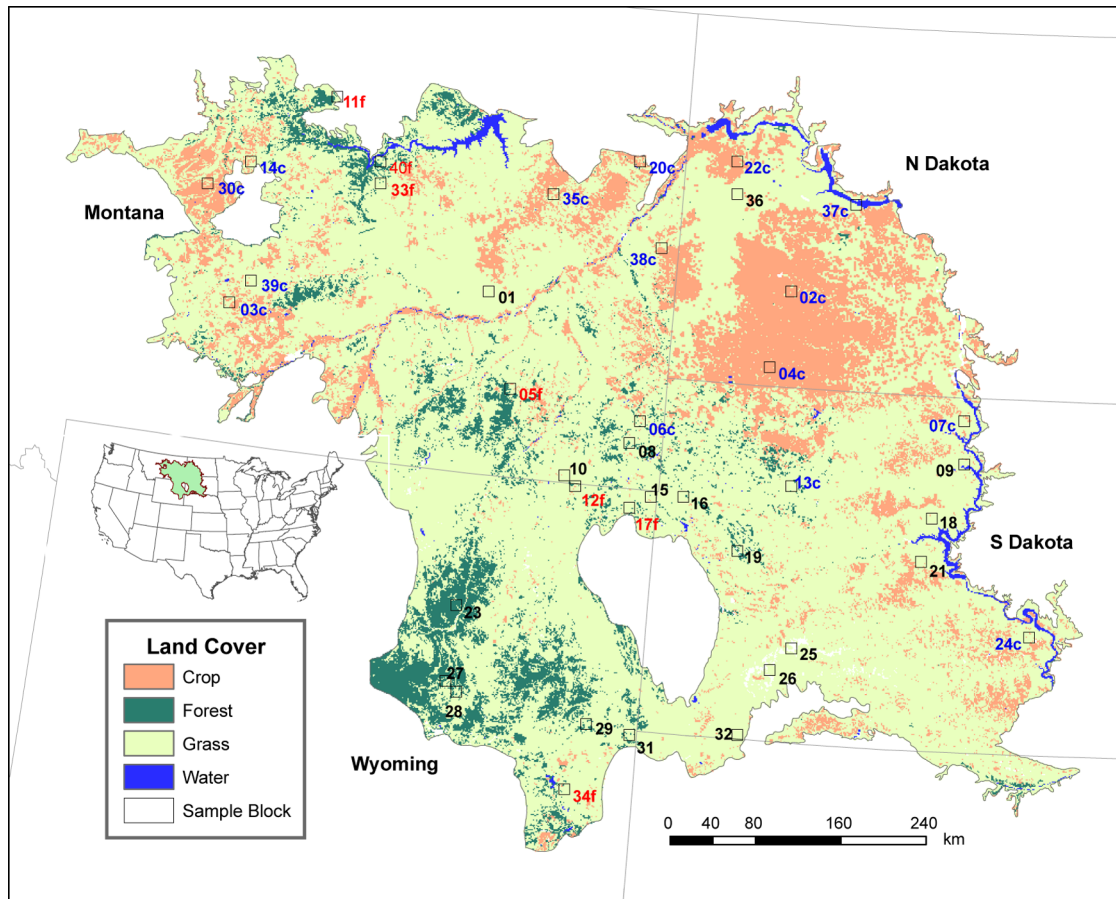 11f
40f
33f
14c
30c
Montana
20c
22c
N Dakota
35c
36
37c
38c
39c
03c
01
02c
04c
05f
06c
08
07c
09
10
12f
15
16
13c
17f
18
S Dakota
19
21
23
24c
25
26
27
28
29
31
32
Wyoming
34f
Land Cover
Crop
Forest
Grass
Water
Sample Block
0 40 80 160 240
km